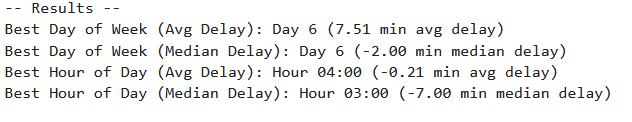 -- Results --
Best Day of Week (Avg Delay): Day 6 (7.51 min avg delay)
Best Day of Week (Median Delay): Day 6 (-2.00 min median delay)
Best Hour of Day (Avg Delay): Hour 04:00 (-0.21 min avg delay)
Best Hour of Day (Median Delay): Hour 03:00 (-7.00 min median delay)